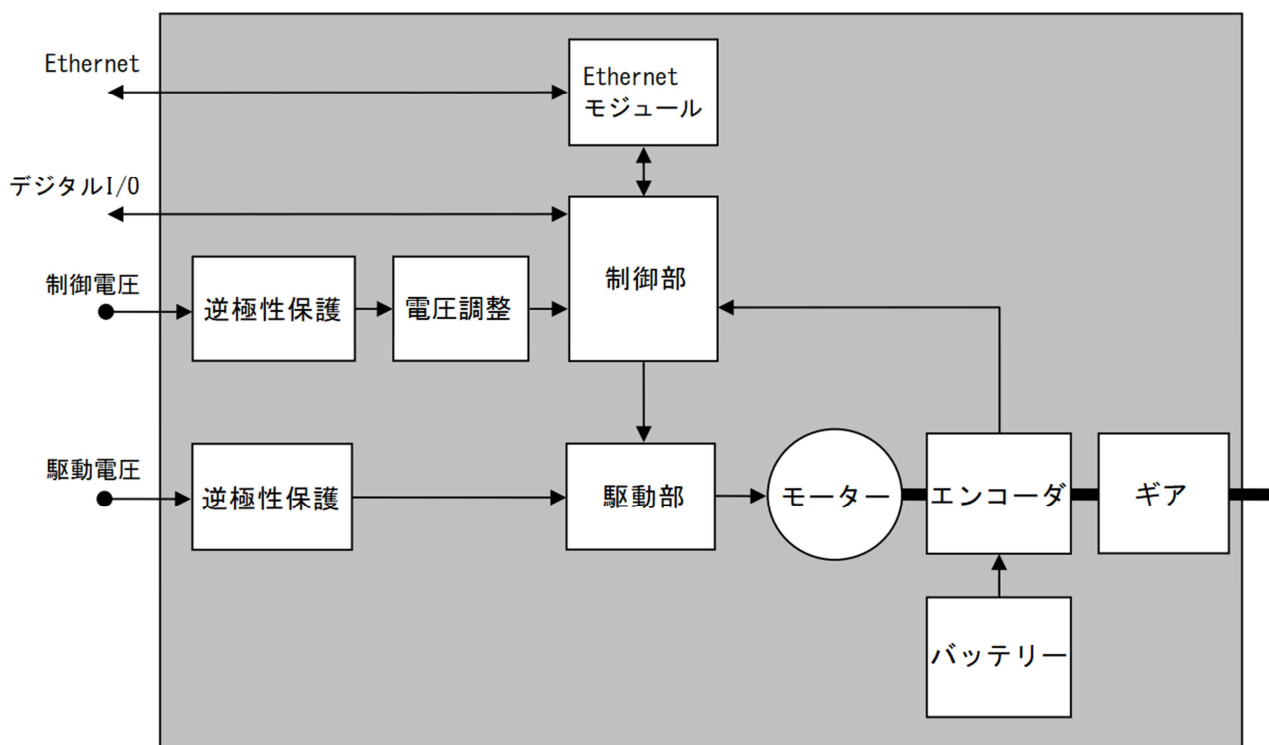 Ethernet
Ethernet
モジュール
デジタルI/O
制御電圧
逆極性保護
電圧調整
制御部
駆動電圧
逆極性保護
駆動部
モーター
エンコーダ
ギア
バッテリー